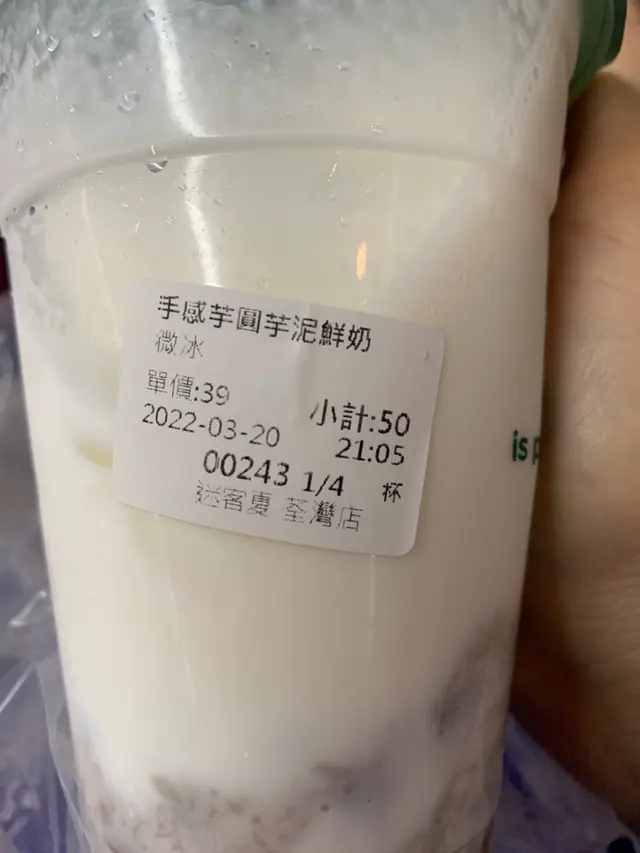 手感芋圓芋泥鮮奶
微冰
單價:39
小計:50
2022-03-20 21:05
00243 1/4 杯
迷客夏 荃灣店
is p